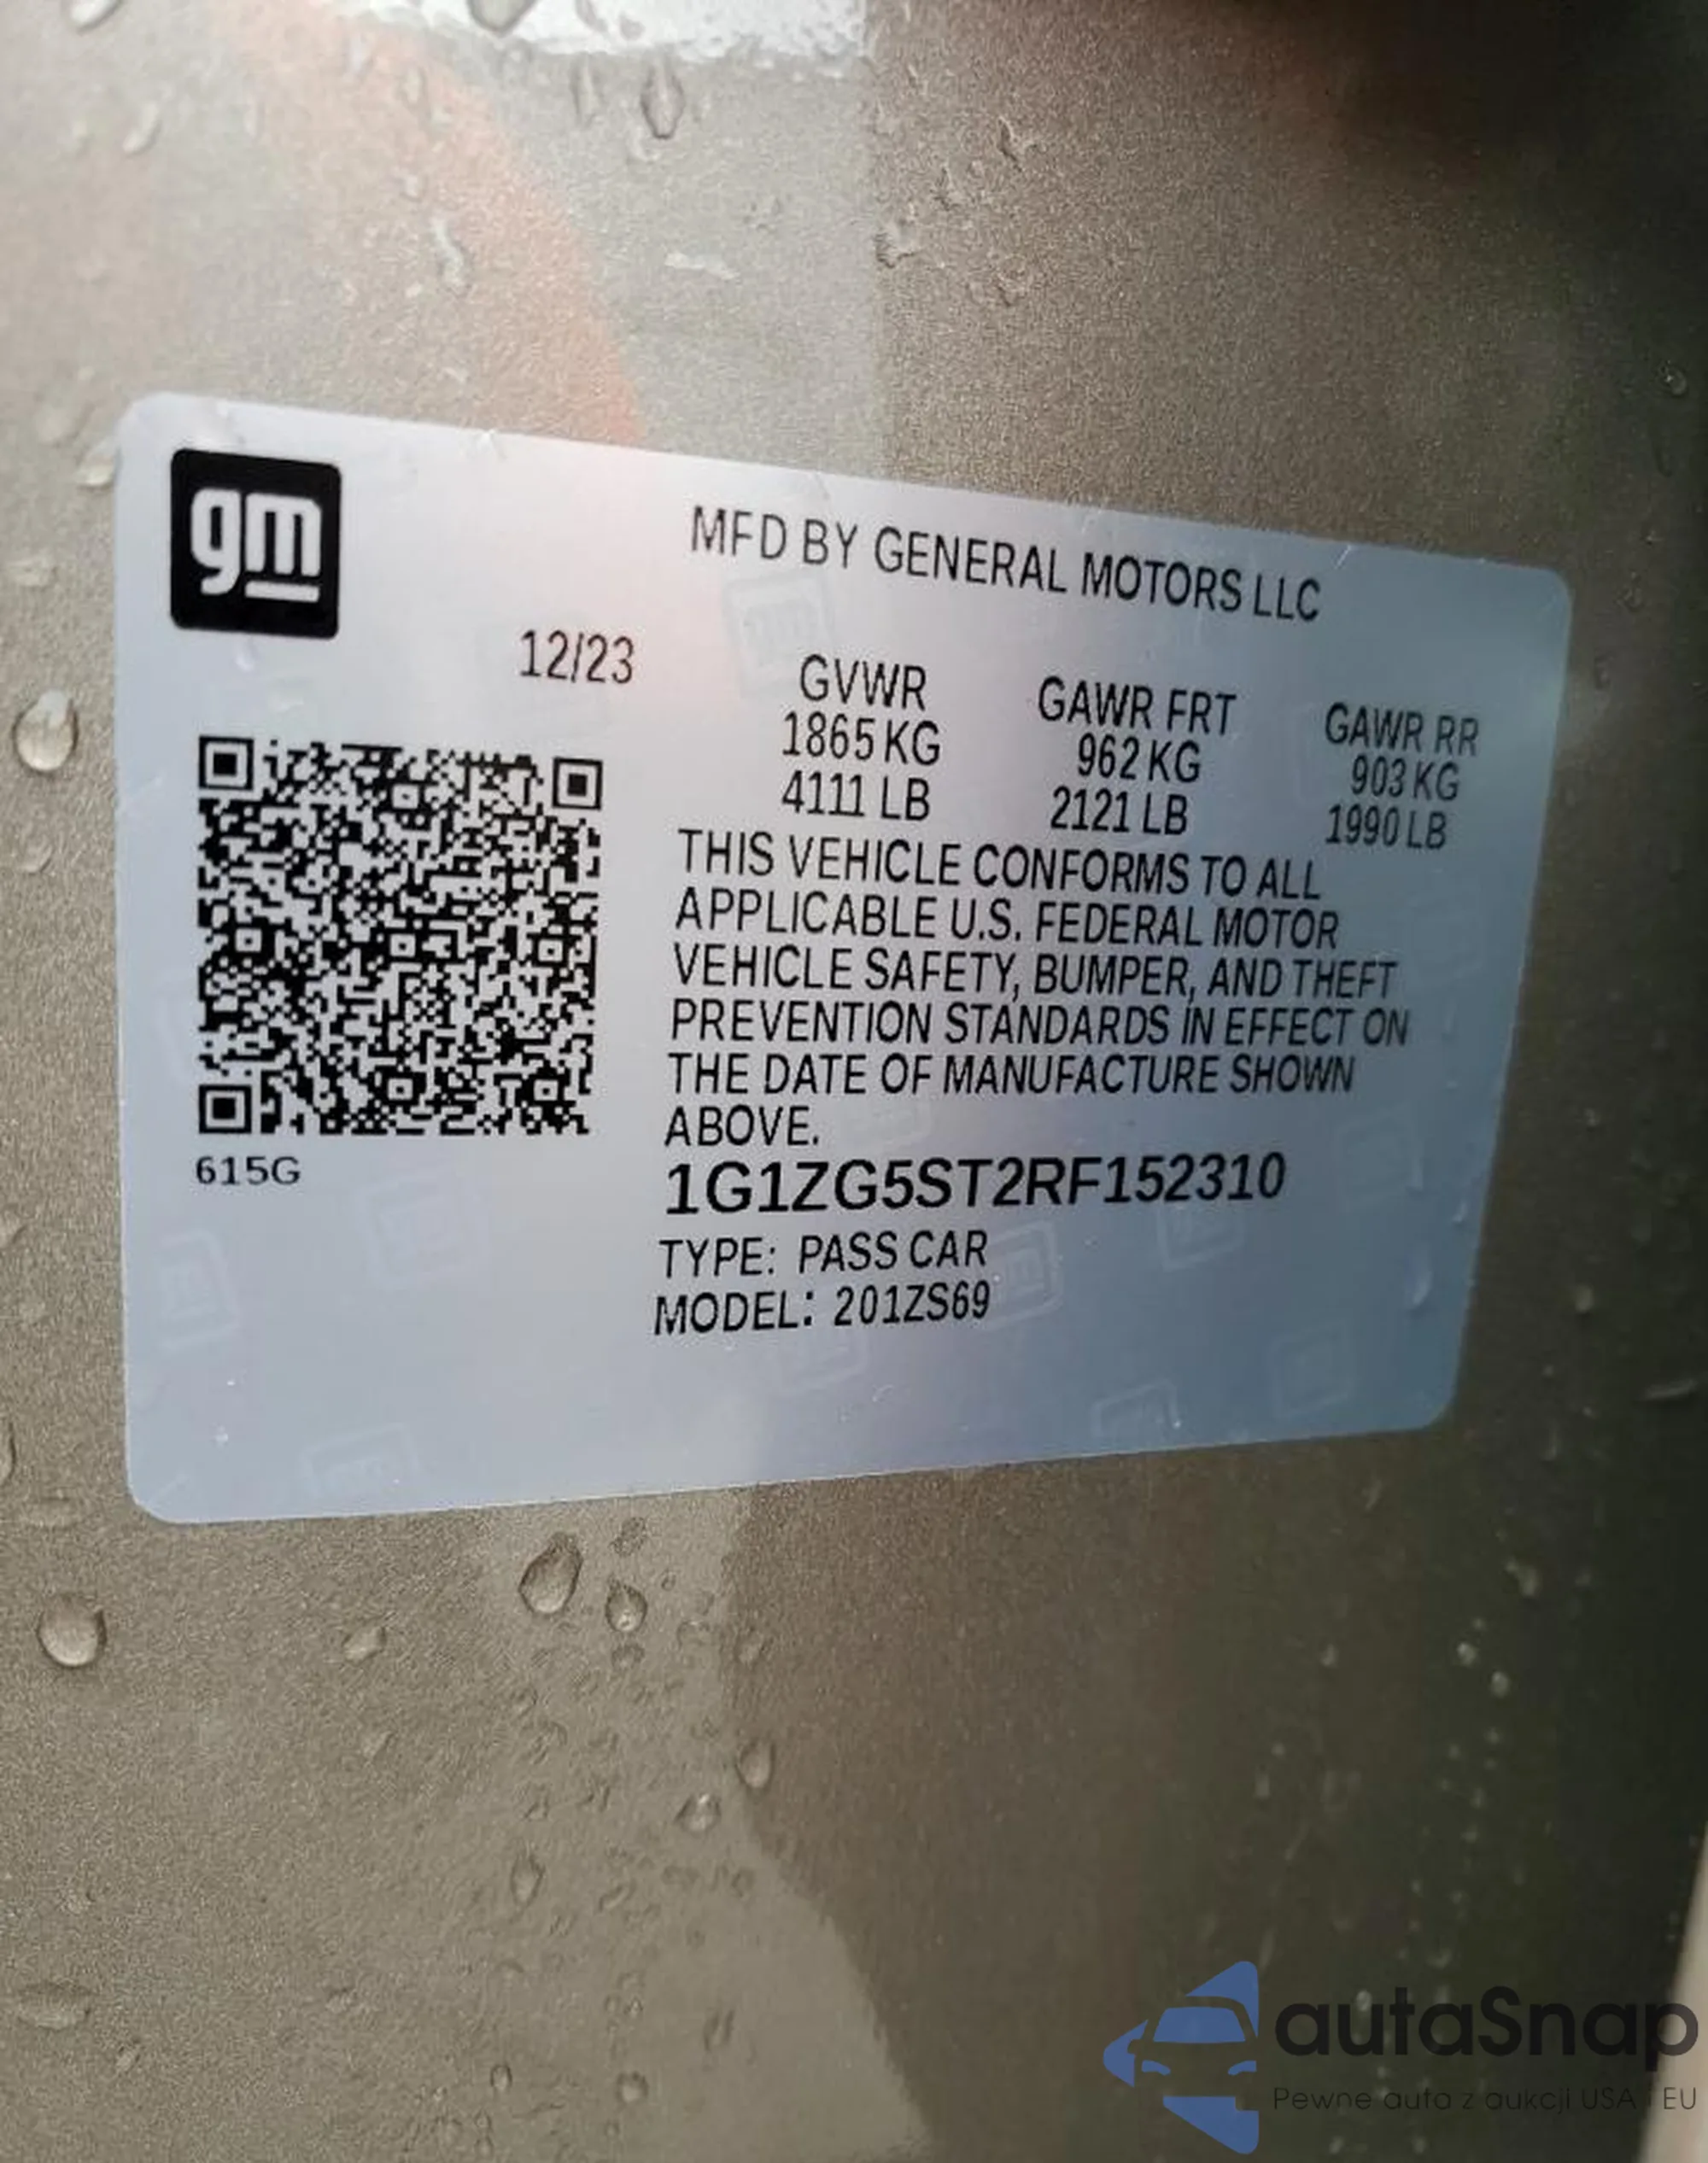 gm
MFD BY GENERAL MOTORS LLC
12/23
GVWR GAWR FRT GAWR RR
1865 KG 962 KG 903 KG
4111 LB 2121 LB 1990 LB
THIS VEHICLE CONFORMS TO ALL
APPLICABLE U.S. FEDERAL MOTOR
VEHICLE SAFETY, BUMPER, AND THEFT
PREVENTION STANDARDS IN EFFECT ON
THE DATE OF MANUFACTURE SHOWN
ABOVE.
615G
1G1ZG5ST2RF152310
TYPE: PASS CAR
MODEL: 201ZS69
autaSnap
Pewne auta z aukcji USA i EU